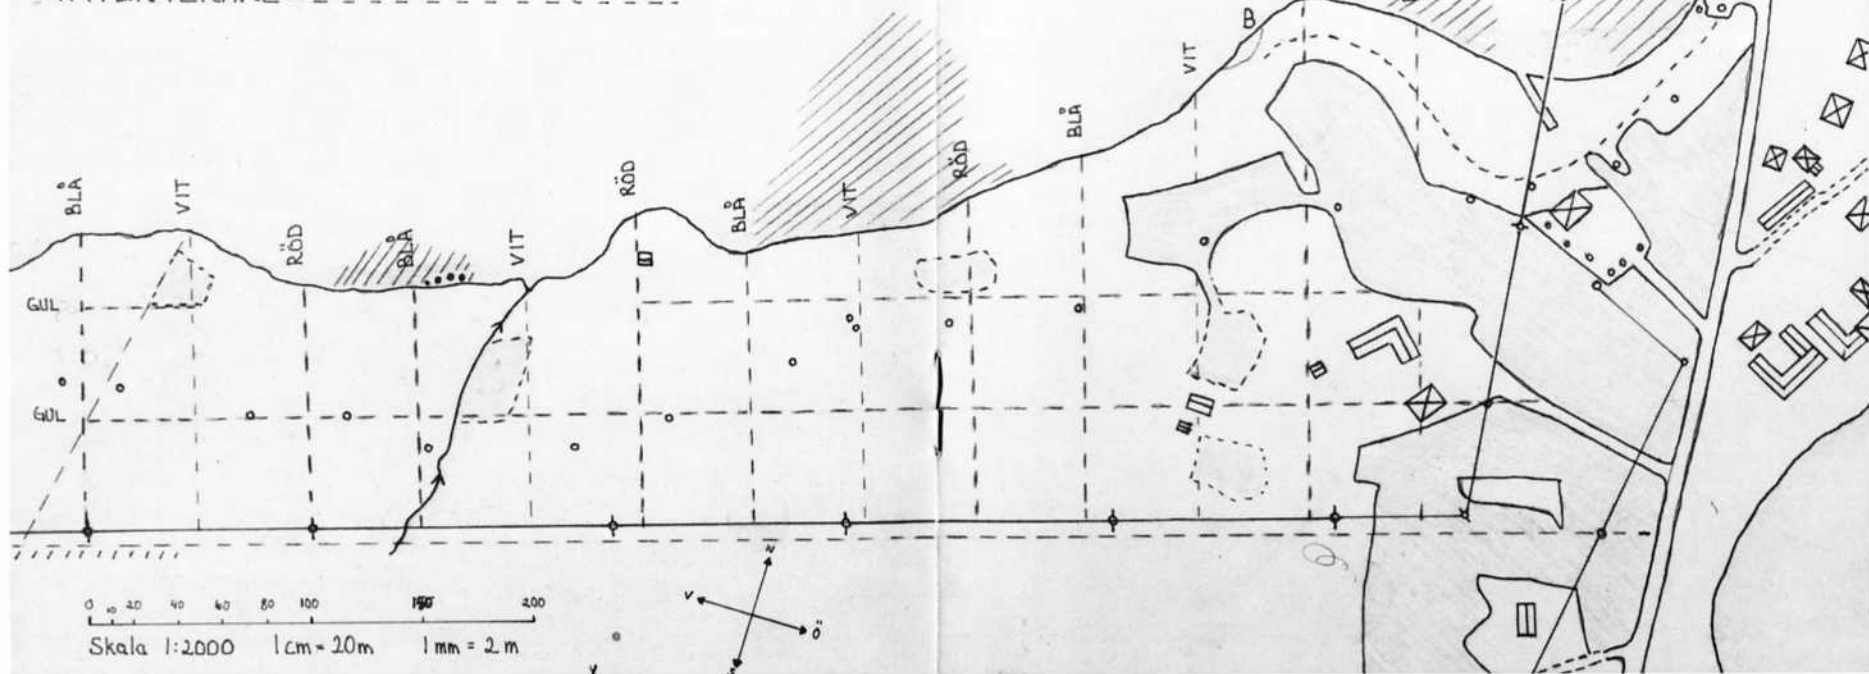 B
VIT
BLÅ
RÖD
VIT
BLÅ
RÖD
VIT
BLÅ
RÖD
VIT
BLÅ
GUL
GUL
0 10 20 40 60 80 100 150 200
Skala 1:2000 1cm = 20m 1mm = 2m
N
V
Ö